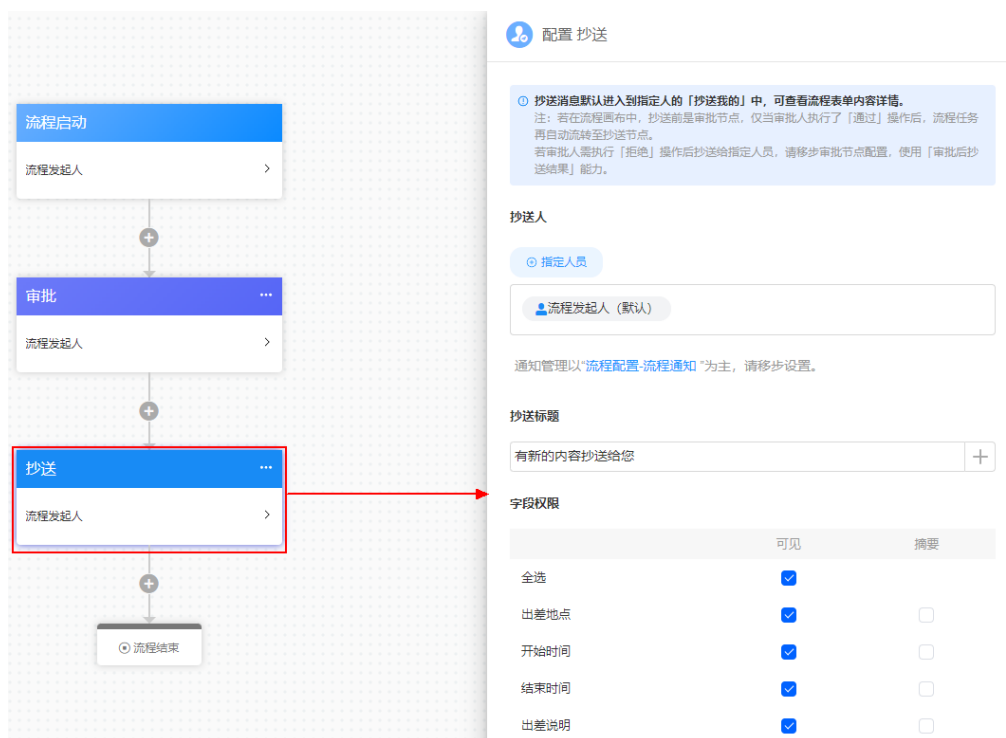 流程启动
流程发起人
审批
流程发起人
抄送
流程发起人
流程结束
配置 抄送
抄送消息默认进入到指定人的「抄送我的」中，可查看流程表单内容详情。
注：若在流程画布中，抄送前是审批节点，仅当审批人执行了「通过」操作后，流程任务
再自动流转至抄送节点。
若审批人需执行「拒绝」操作后抄送给指定人员，请移步审批节点配置，使用「审批后抄
送结果」能力。
抄送人
指定人员
流程发起人（默认）
通知管理以“流程配置-流程通知 ”为主，请移步设置。
抄送标题
有新的内容抄送给您
字段权限
可见 摘要
全选
出差地点
开始时间
结束时间
出差说明